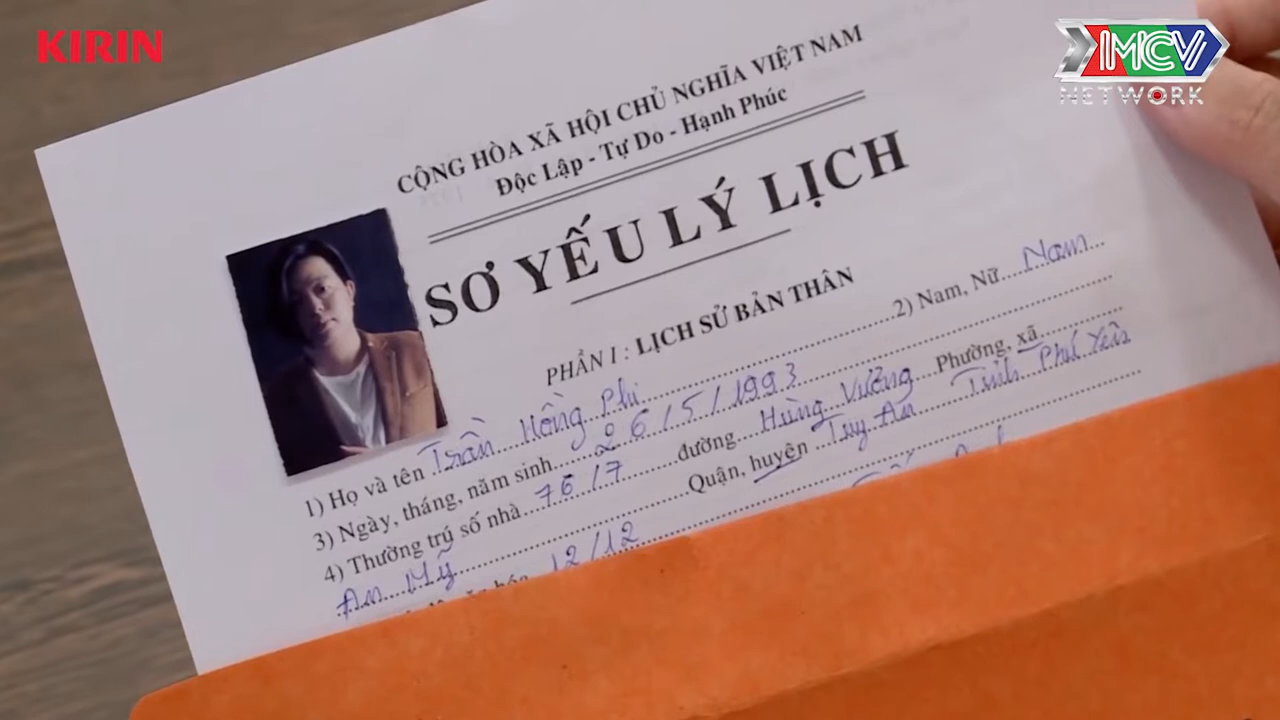 KIRIN
MCV
NETWORK
CỘNG HÒA XÃ HỘI CHỦ NGHĨA VIỆT NAM
Độc Lập - Tự Do - Hạnh Phúc
SƠ YẾU LÝ LỊCH
PHẦN I : LỊCH SỬ BẢN THÂN
1) Họ và tên Trần Hồng Phi 2) Nam, Nữ Nam
3) Ngày, tháng, năm sinh 26/5/1993
4) Thường trú số nhà 76/7 đường Hùng Vương Phường, xã
An Mỹ Quận, huyện Tuy An Tỉnh Phú Yên
12/12